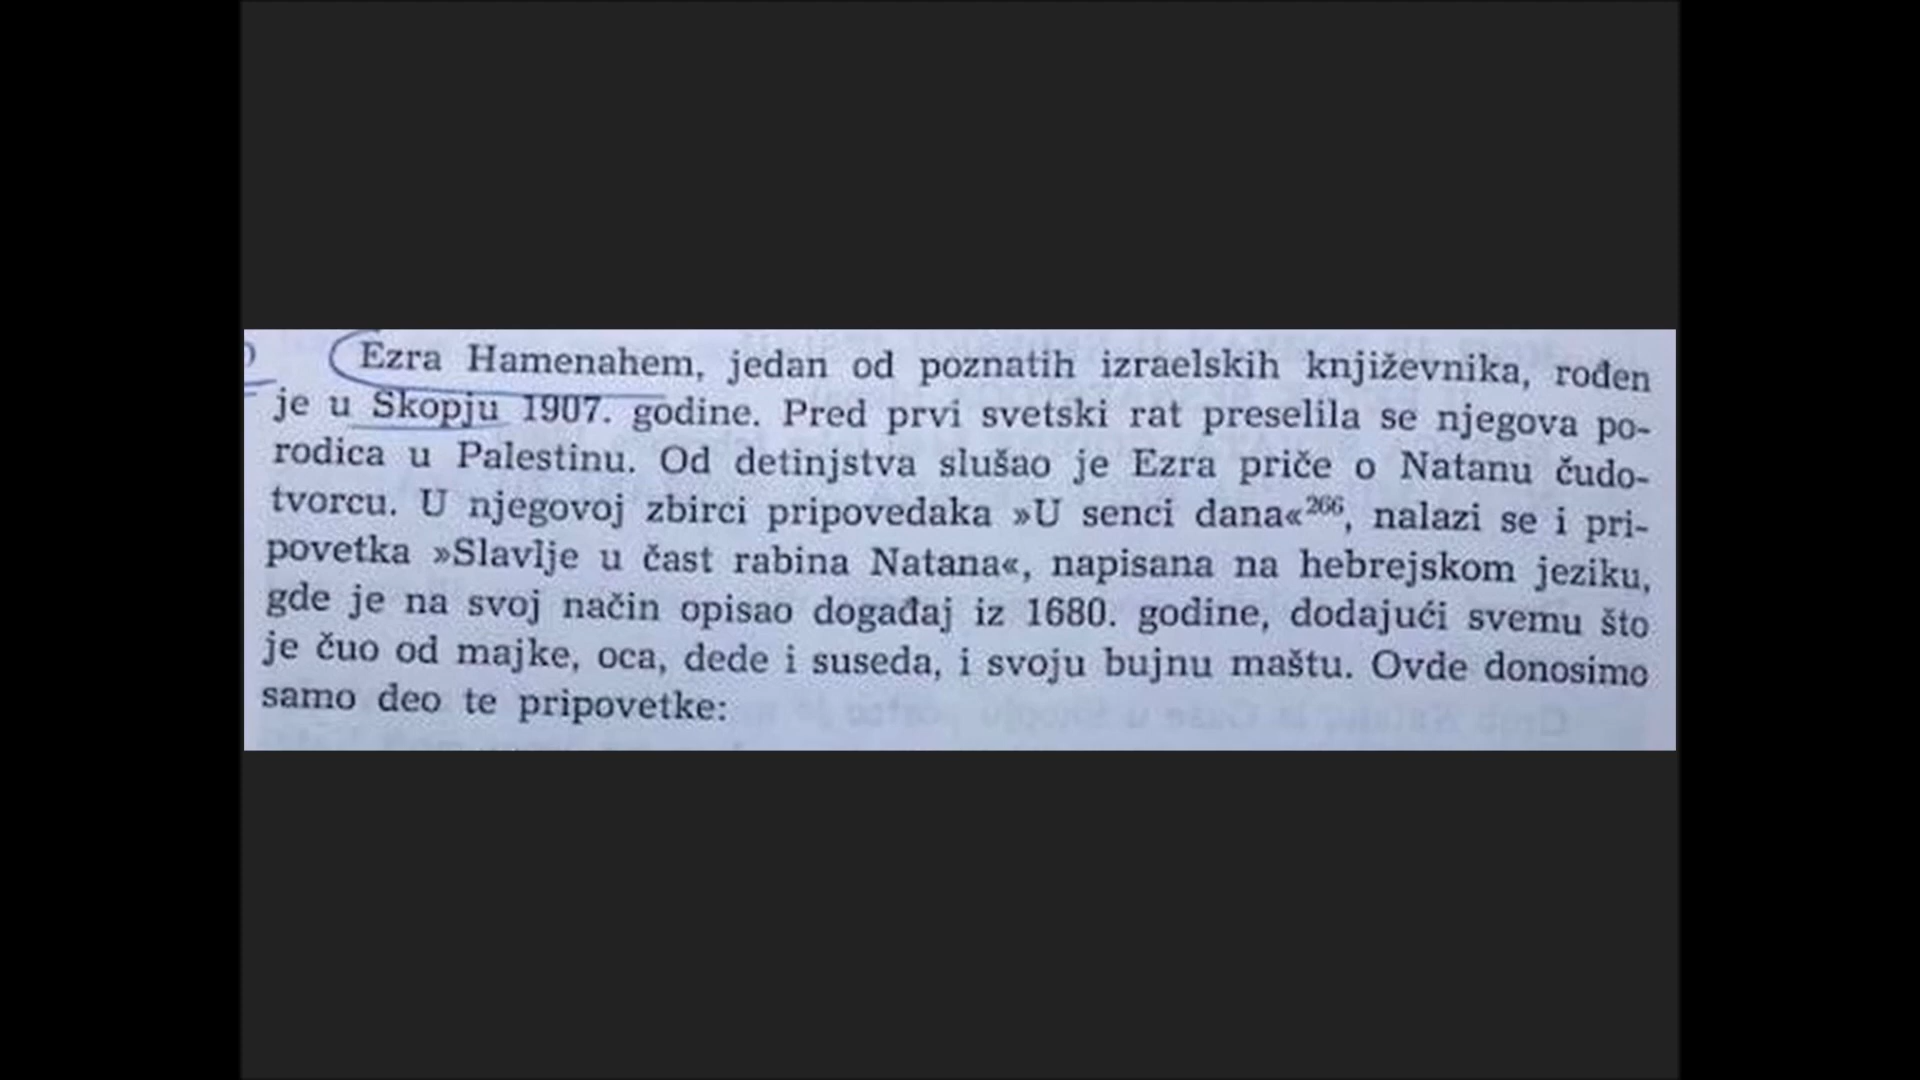 Ezra Hamenahem, jedan od poznatih izraelskih književnika, rođen
je u Skopju 1907. godine. Pred prvi svetski rat preselila se njegova po-
rodica u Palestinu. Od detinjstva slušao je Ezra priče o Natanu čudo-
tvorcu. U njegovoj zbirci pripovedaka »U senci dana«²⁶⁶, nalazi se i pri-
povetka »Slavlje u čast rabina Natana«, napisana na hebrejskom jeziku,
gde je na svoj način opisao događaj iz 1680. godine, dodajući svemu što
je čuo od majke, oca, dede i suseda, i svoju bujnu maštu. Ovde donosimo
samo deo te pripovetke: